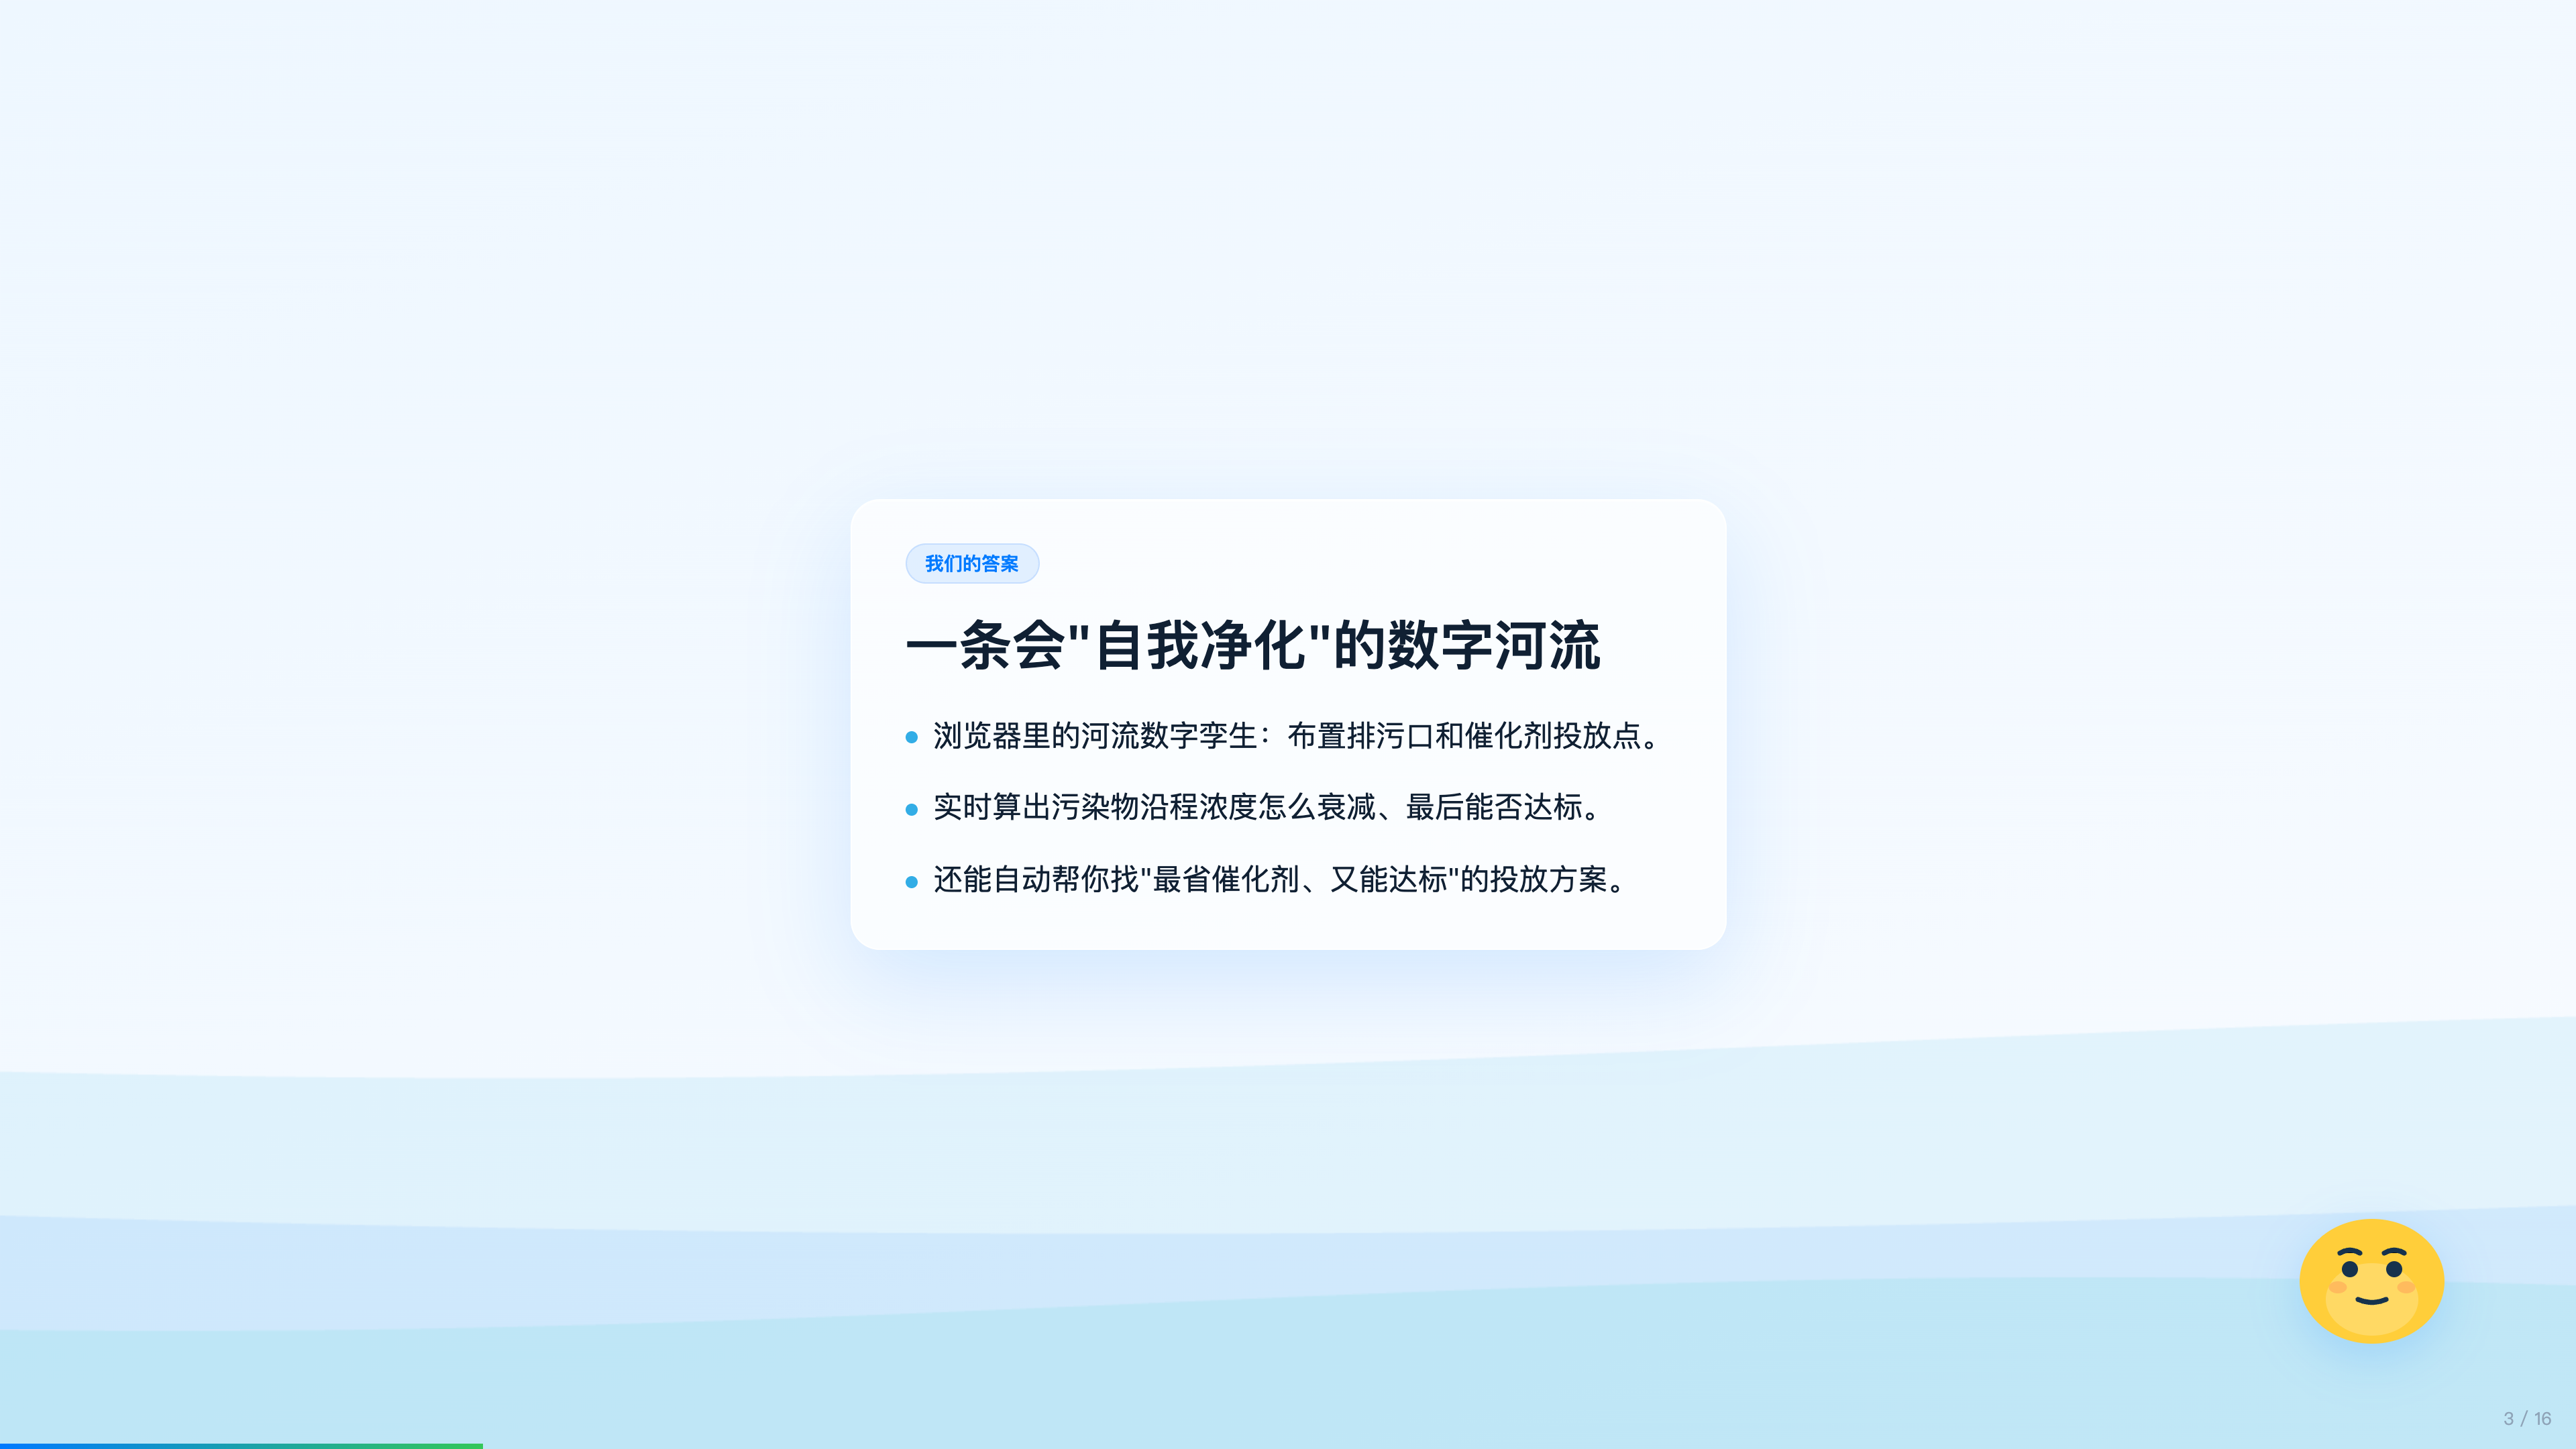 我们的答案
一条会"自我净化"的数字河流
浏览器里的河流数字孪生：布置排污口和催化剂投放点。
实时算出污染物沿程浓度怎么衰减、最后能否达标。
还能自动帮你找"最省催化剂、又能达标"的投放方案。
3 / 16